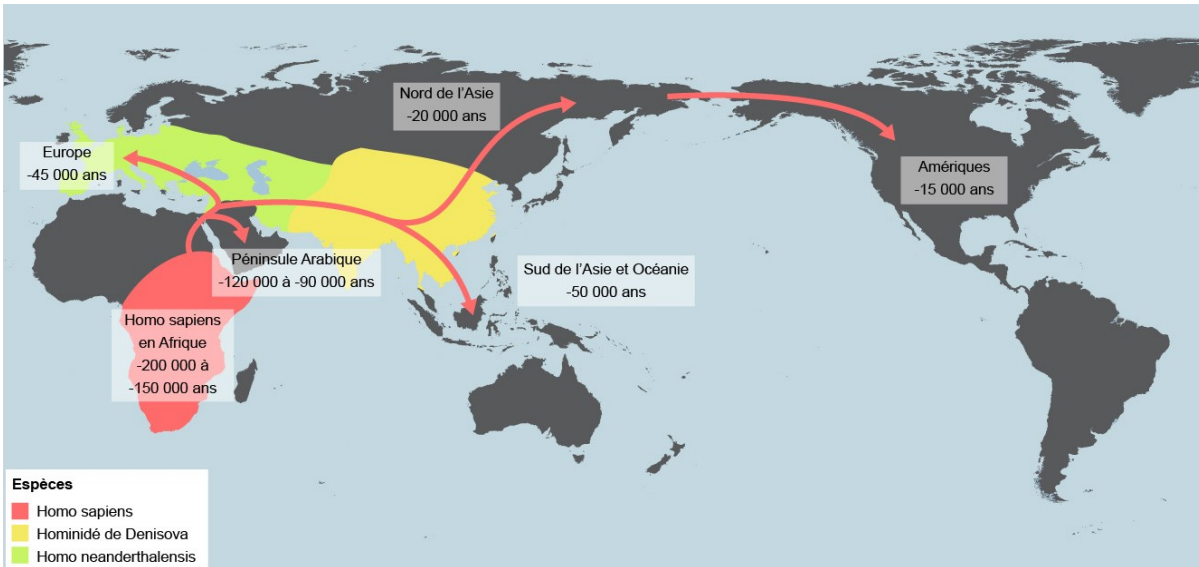 Nord de l'Asie
-20 000 ans
Europe
-45 000 ans
Amériques
-15 000 ans
Péninsule Arabique
-120 000 à -90 000 ans
Sud de l'Asie et Océanie
-50 000 ans
Homo sapiens
en Afrique
-200 000 à
-150 000 ans
Espèces
Homo sapiens
Hominidé de Denisova
Homo neanderthalensis